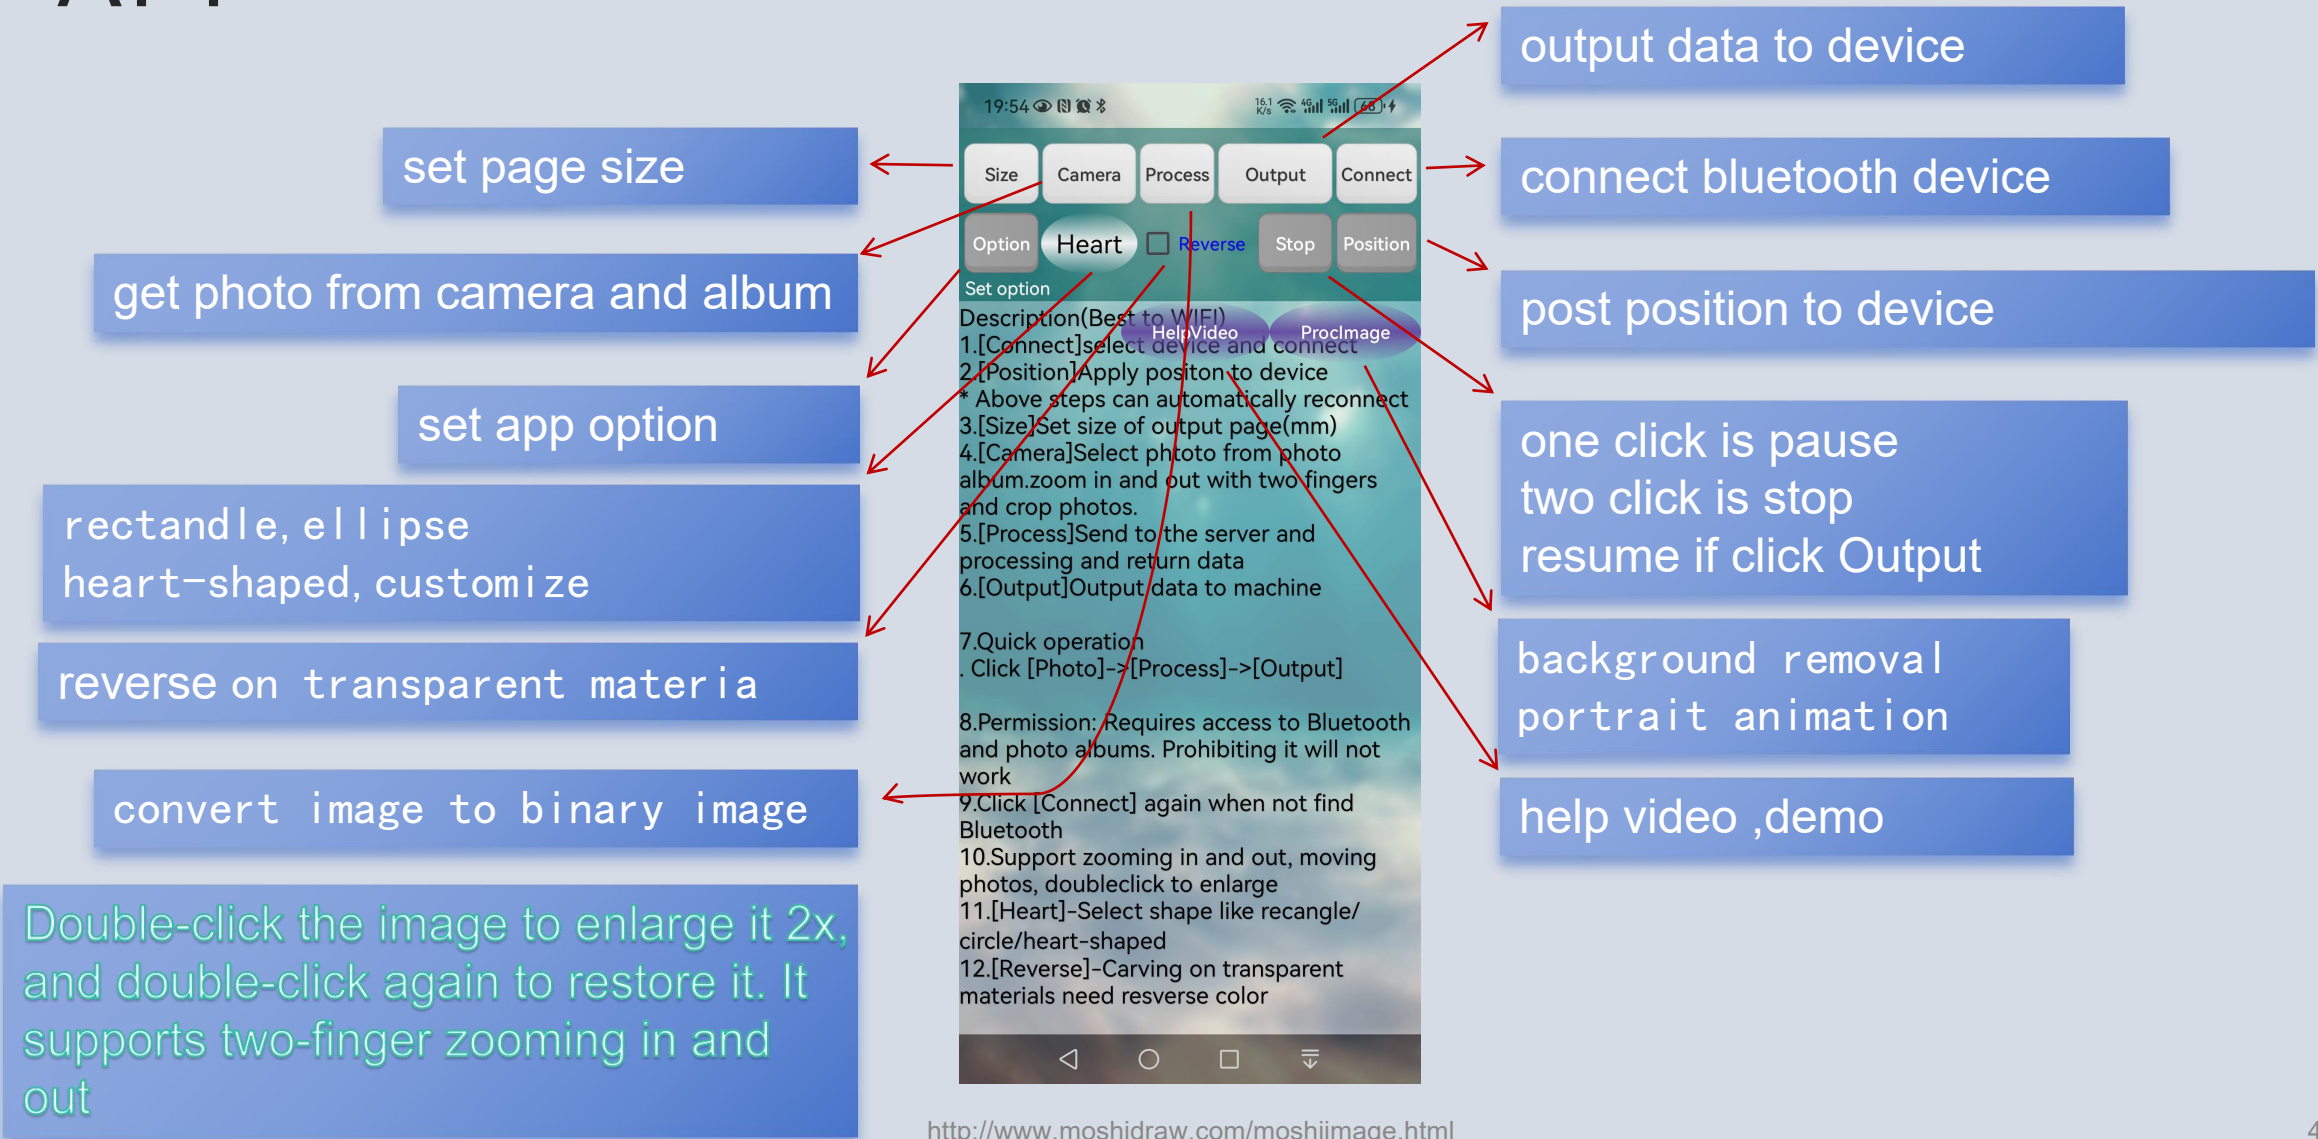 set page size
get photo from camera and album
set app option
rectandle,ellipse
heart-shaped,customize
reverse on transparent materia
convert image to binary image
Double-click the image to enlarge it 2x,
and double-click again to restore it. It
supports two-finger zooming in and
out
19:54 16.1 K/s 4G 5G 68
Size Camera Process Output Connect
Option Heart Reverse Stop Position
Set option
HelpVideo ProcImage
Description(Best to WIFI)
1.[Connect]select device and connect
2.[Position]Apply positon to device
* Above steps can automatically reconnect
3.[Size]Set size of output page(mm)
4.[Camera]Select phtoto from photo
album.zoom in and out with two fingers
and crop photos.
5.[Process]Send to the server and
processing and return data
6.[Output]Output data to machine
7.Quick operation
. Click [Photo]->[Process]->[Output]
8.Permission: Requires access to Bluetooth
and photo albums. Prohibiting it will not
work
9.Click [Connect] again when not find
Bluetooth
10.Support zooming in and out, moving
photos, doubleclick to enlarge
11.[Heart]-Select shape like recangle/
circle/heart-shaped
12.[Reverse]-Carving on transparent
materials need resverse color
output data to device
connect bluetooth device
post position to device
one click is pause
two click is stop
resume if click Output
background removal
portrait animation
help video ,demo
http://www.moshidraw.com/moshiimage.html